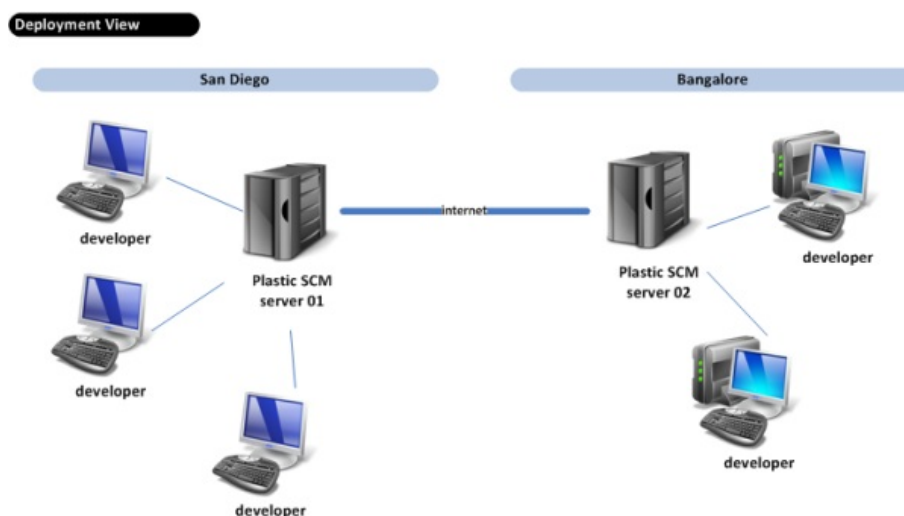 Deployment View
San Diego
Bangalore
developer
Plastic SCM
server 01
internet
Plastic SCM
server 02
developer
developer
developer
developer